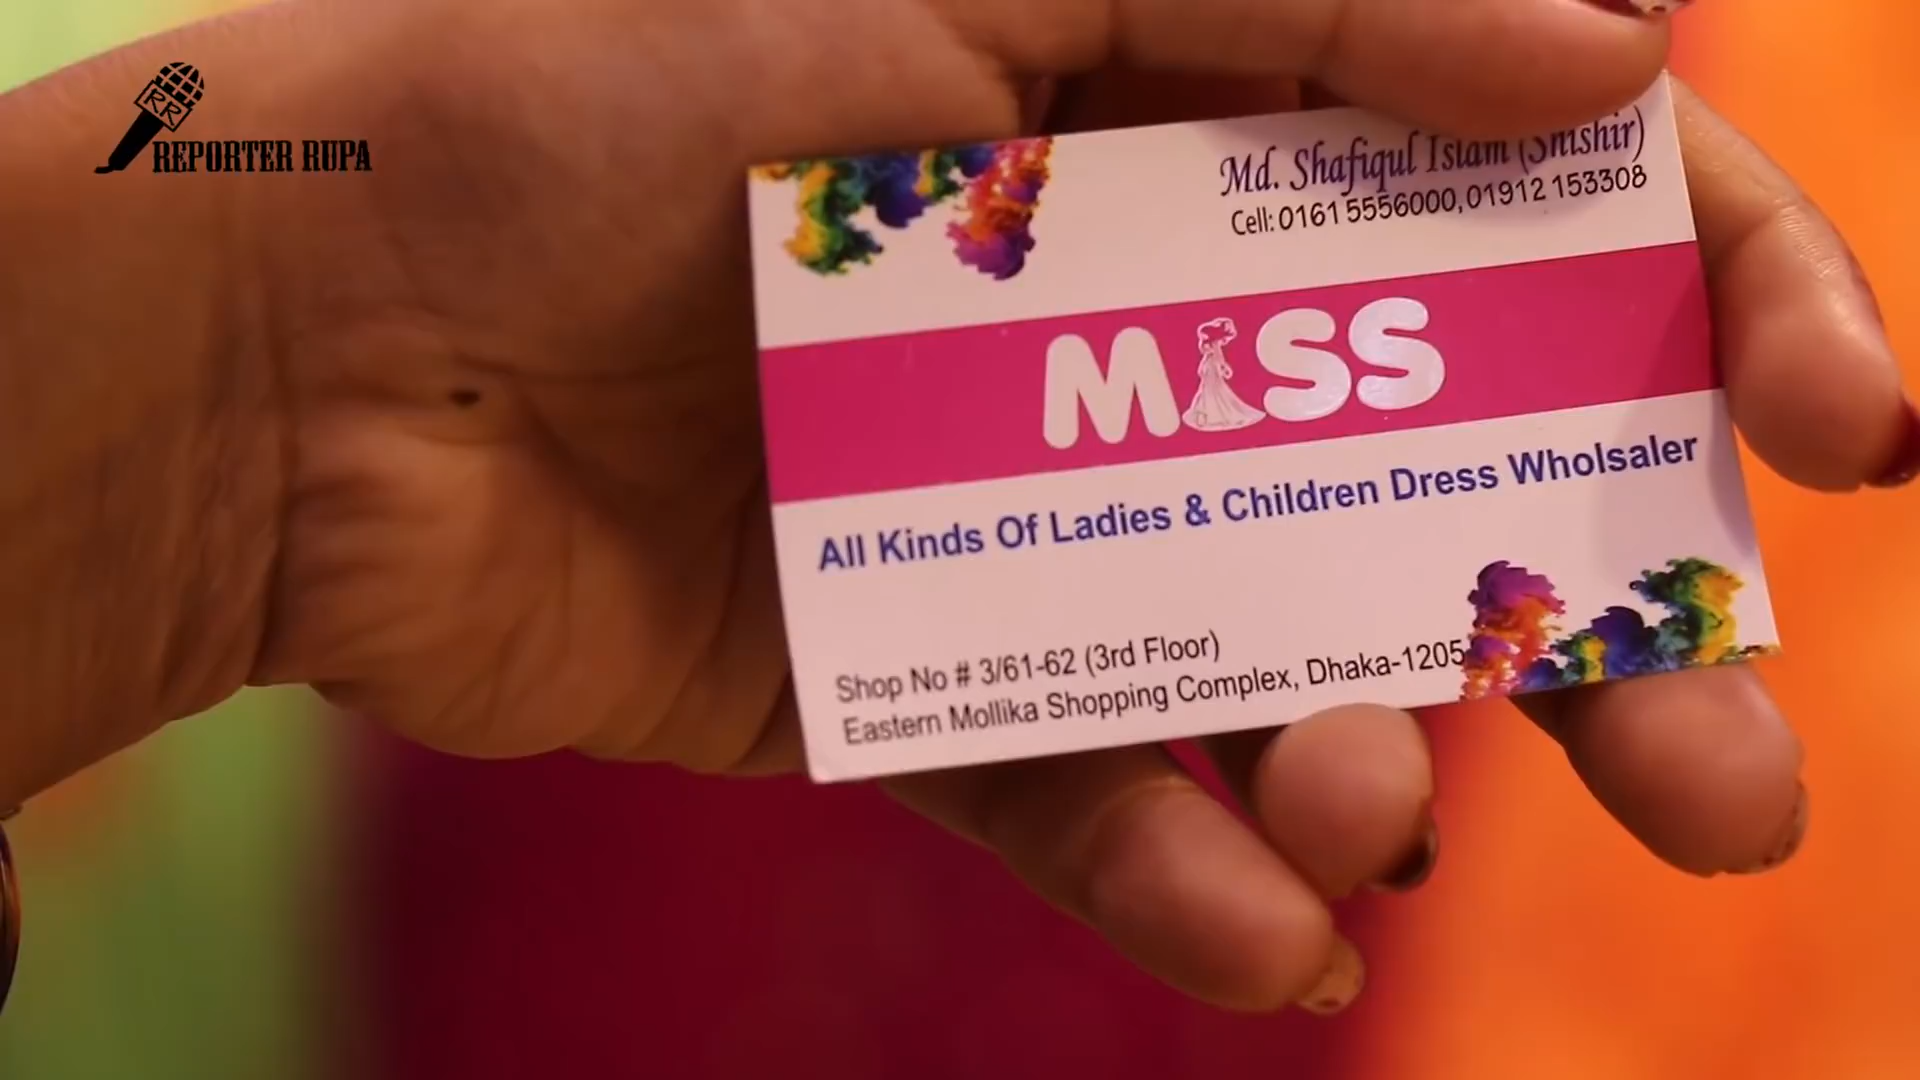 RR
REPORTER RUPA
Md. Shafiqul Islam (Shishir)
Cell: 0161 5556000, 01912 153308
MISS
All Kinds Of Ladies & Children Dress Wholsaler
Shop No # 3/61-62 (3rd Floor)
Eastern Mollika Shopping Complex, Dhaka-1205